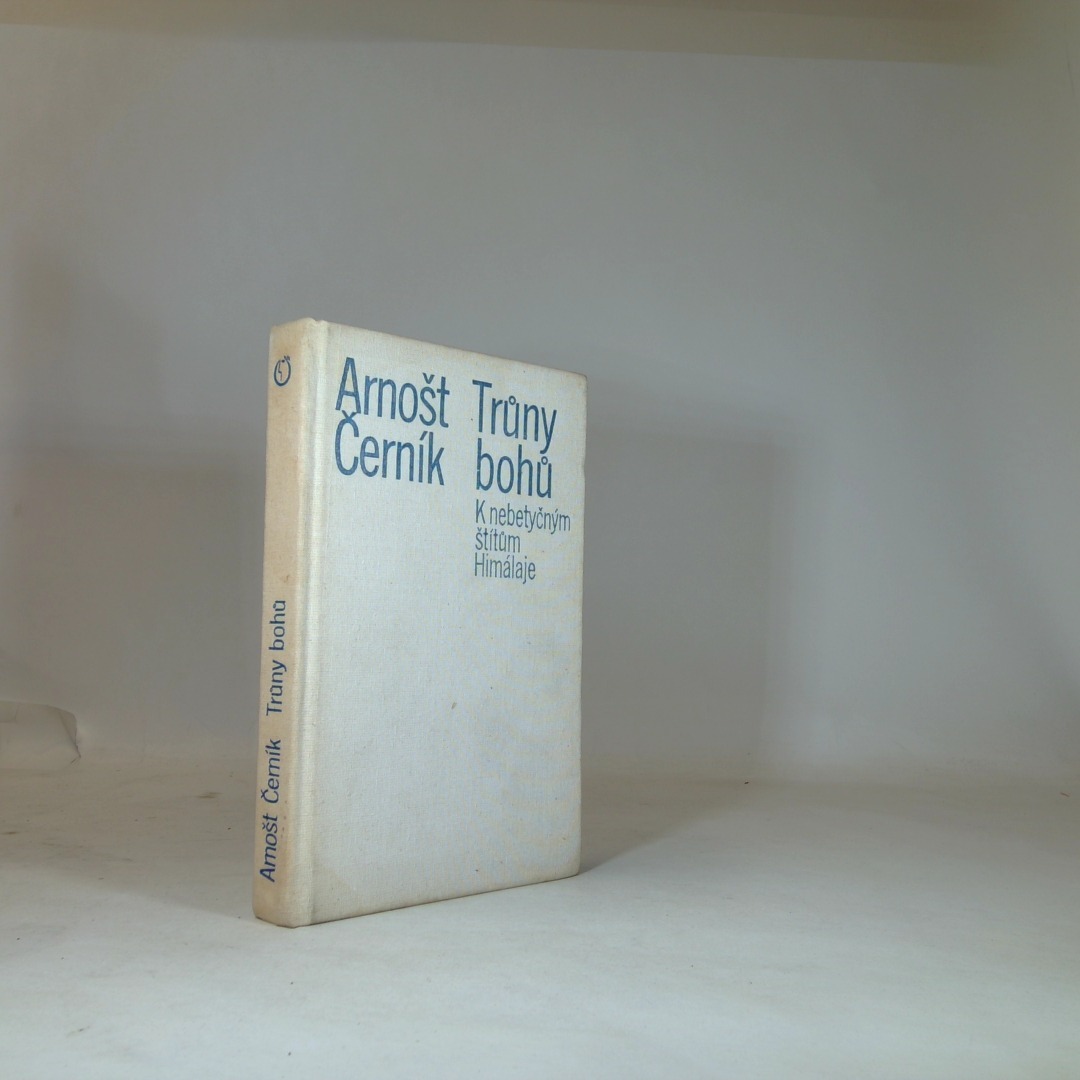 Arnošt
Černík
Trůny
bohů
K nebetyčným
štítům
Himálaje
Arnošt Černík Trůny bohů